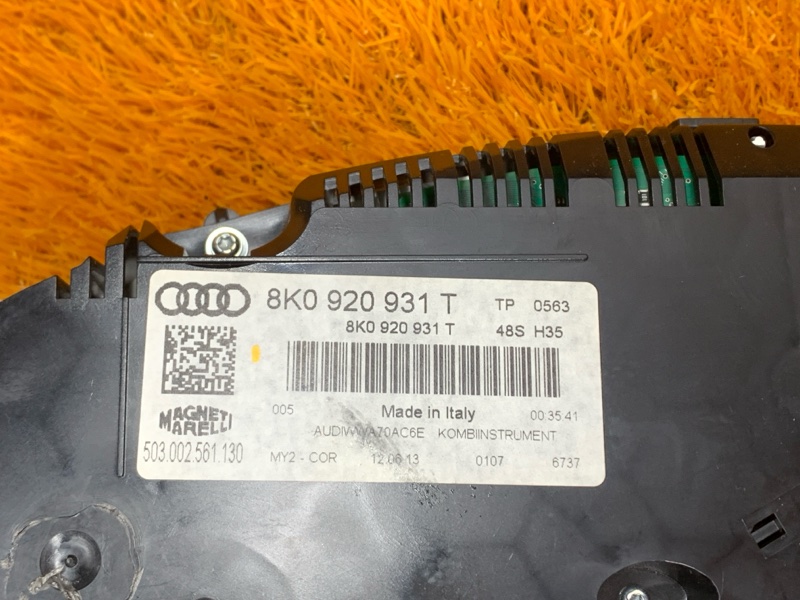 8K0 920 931 T TP 0563
8K0 920 931 T 48S H35
005 Made in Italy 00:35 41
KOMBIINSTRUMENT
MAGNETI
MARELLI
503.002.561.130
MY2 - COR 12.06.13 0107 6737